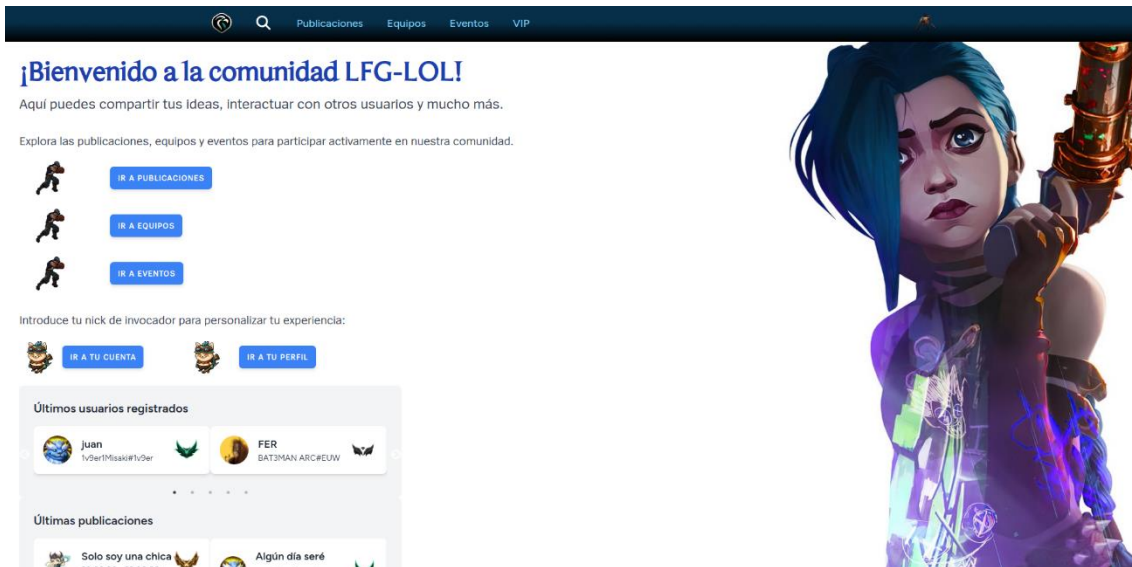 Publicaciones Equipos Eventos VIP
¡Bienvenido a la comunidad LFG-LOL!
Aquí puedes compartir tus ideas, interactuar con otros usuarios y mucho más.
Explora las publicaciones, equipos y eventos para participar activamente en nuestra comunidad.
IR A PUBLICACIONES
IR A EQUIPOS
IR A EVENTOS
Introduce tu nick de invocador para personalizar tu experiencia:
IR A TU CUENTA IR A TU PERFIL
Últimos usuarios registrados
juan FER
1v9er1Misaki#1v9er BAT3MAN ARC#EUW
Últimas publicaciones
Solo soy una chica Algún día seré